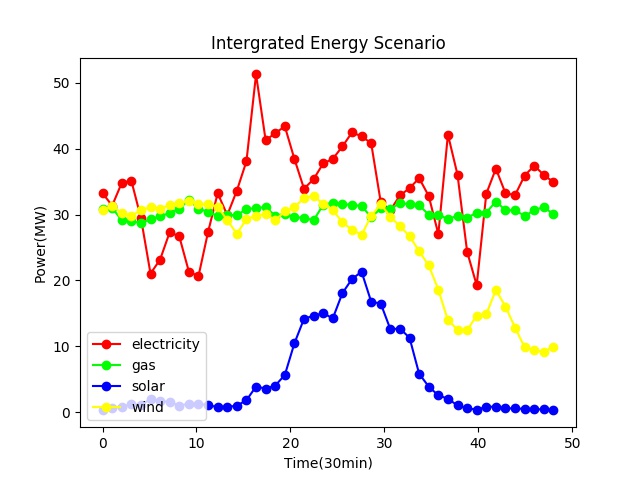 Intergrated Energy Scenario
Power(MW)
50
40
30
20
10
0
electricity
gas
solar
wind
0 10 20 30 40 50
Time(30min)